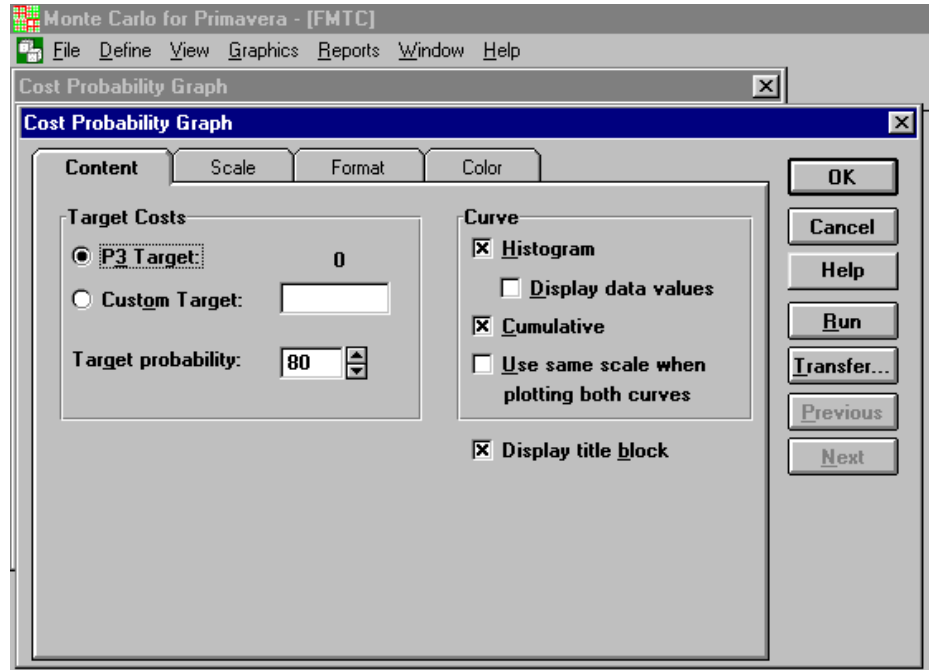 Monte Carlo for Primavera - [FMTC]
File Define View Graphics Reports Window Help
Cost Probability Graph
Cost Probability Graph
Content Scale Format Color
Target Costs
P3 Target: 0
Custom Target:
Target probability: 80
Curve
Histogram
Display data values
Cumulative
Use same scale when
plotting both curves
Display title block
OK
Cancel
Help
Run
Transfer...
Previous
Next